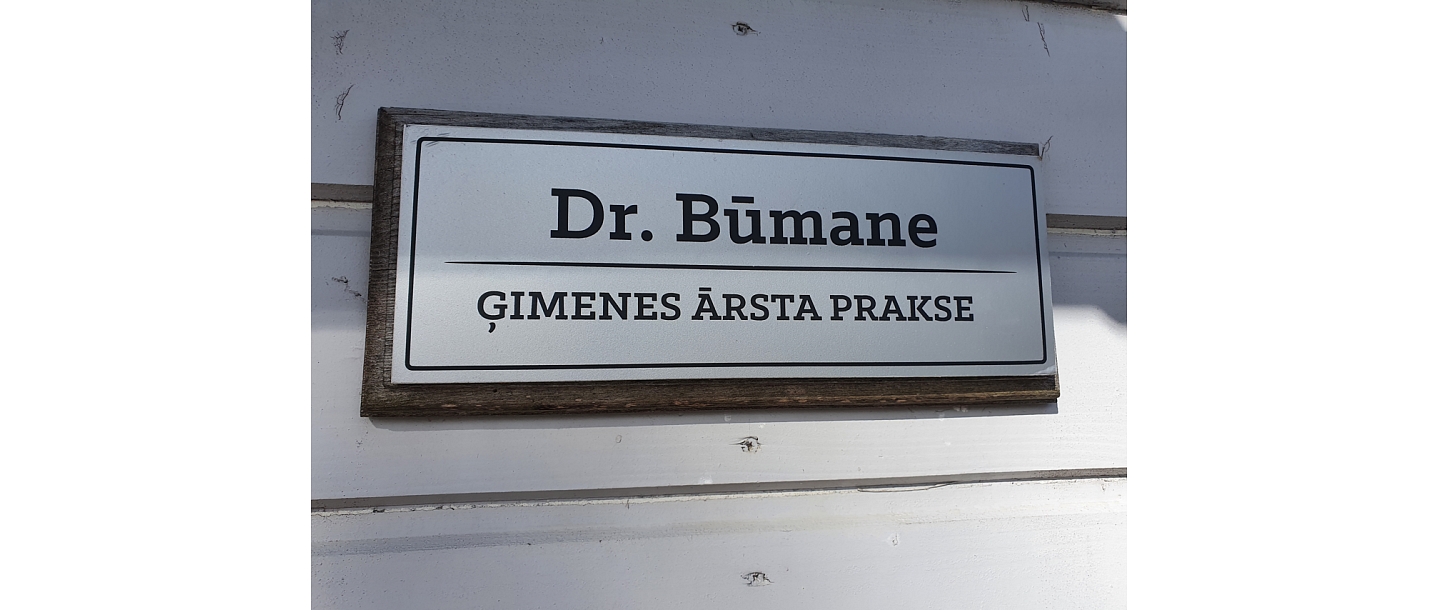 Dr. Būmane
ĢIMENES ĀRSTA PRAKSE